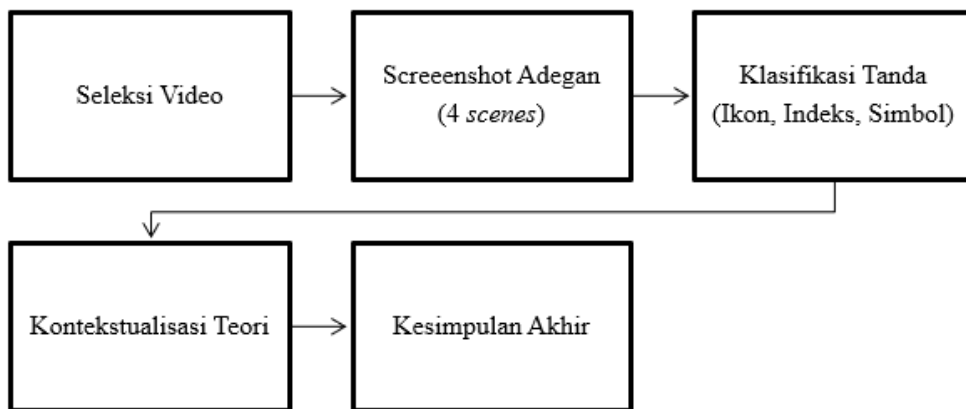 Seleksi Video
Screeenshot Adegan
(4 scenes)
Klasifikasi Tanda
(Ikon, Indeks, Simbol)
Kontekstualisasi Teori
Kesimpulan Akhir